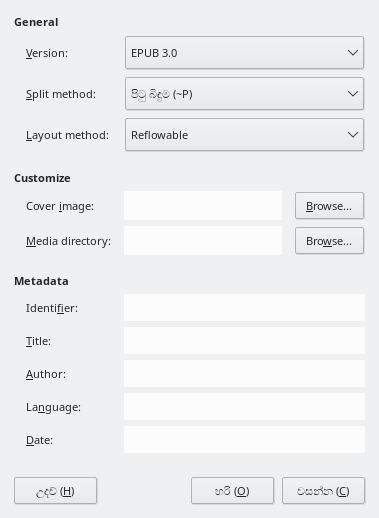 General
Version: EPUB 3.0
Split method: පිටු බිඳුම (~P)
Layout method: Reflowable
Customize
Cover image: Browse...
Media directory: Browse...
Metadata
Identifier:
Title:
Author:
Language:
Date:
උදව් (H) හරි (O) වසන්න (C)